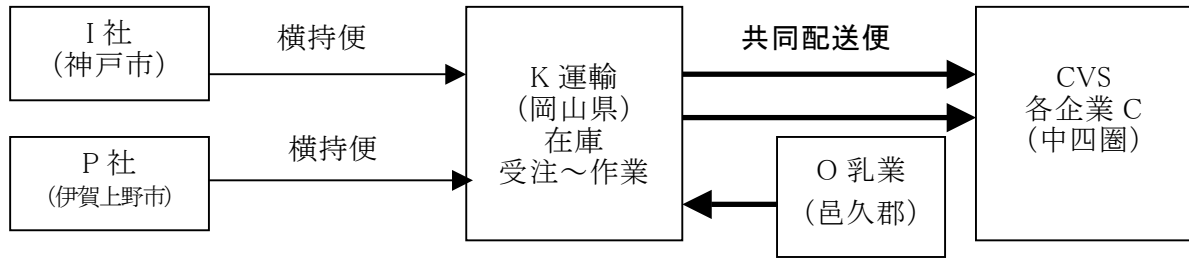 I 社
(神戸市)
横持便
P 社
(伊賀上野市)
横持便
K 運輸
(岡山県)
在庫
受注～作業
共同配送便
O 乳業
(邑久郡)
CVS
各企業 C
(中四圏)